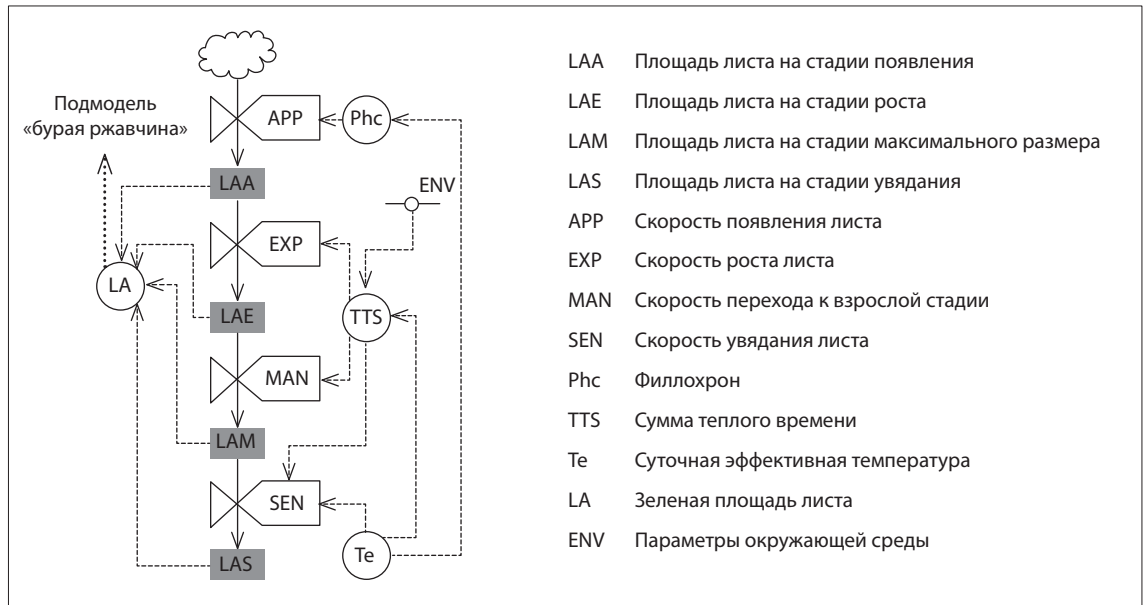 Подмодель
«бурая ржавчина»
APP
Phc
LAA
ENV
EXP
LA
LAE
TTS
MAN
LAM
SEN
Te
LAS
LAA Площадь листа на стадии появления
LAE Площадь листа на стадии роста
LAM Площадь листа на стадии максимального размера
LAS Площадь листа на стадии увядания
APP Скорость появления листа
EXP Скорость роста листа
MAN Скорость перехода к взрослой стадии
SEN Скорость увядания листа
Phc Филлохрон
TTS Сумма теплого времени
Te Суточная эффективная температура
LA Зеленая площадь листа
ENV Параметры окружающей среды